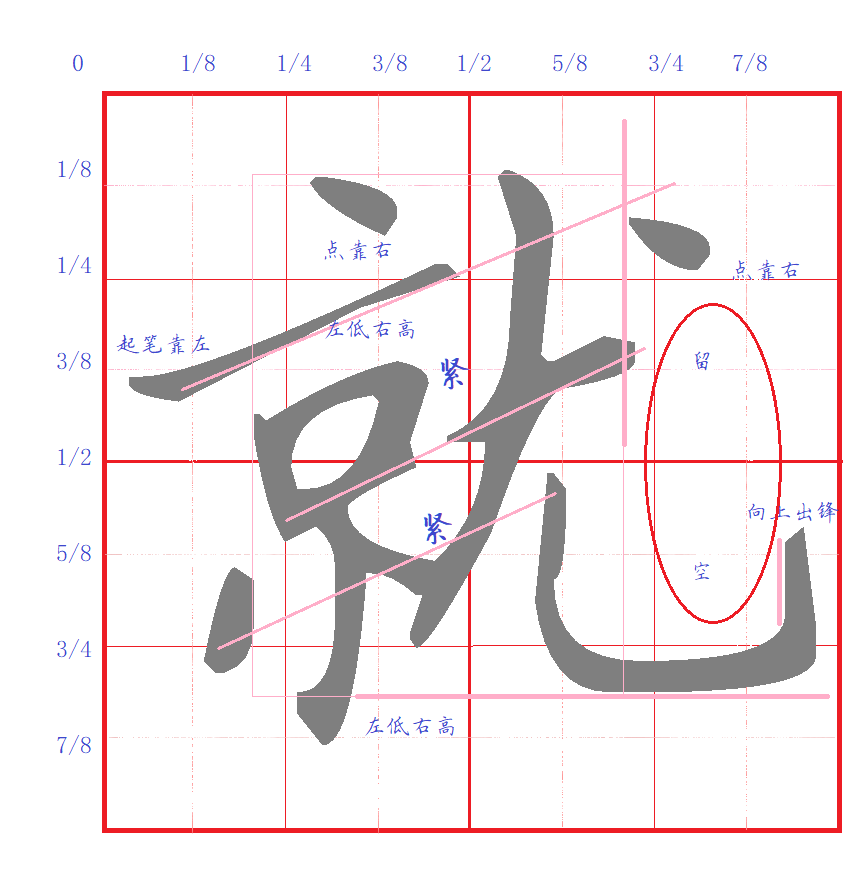 0 1/8 1/4 3/8 1/2 5/8 3/4 7/8
1/8
点靠右
1/4
点靠右
起笔靠左
左低右高
3/8
紧
留
1/2
就
紧
向上出锋
5/8
空
3/4
左低右高
7/8